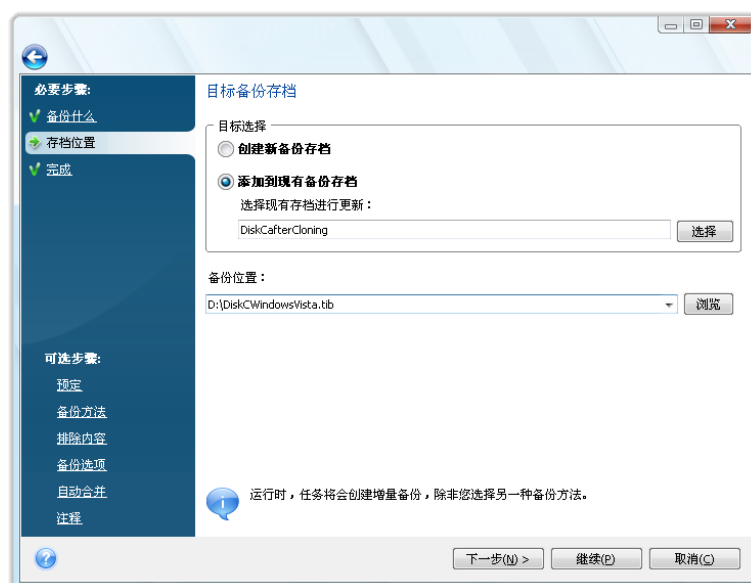 必要步骤:
备份什么
存档位置
完成
目标备份存档
目标选择
创建新备份存档
添加到现有备份存档
选择现有存档进行更新：
DiskCafterCloning
选择
备份位置：
D:\DiskCWindowsVista.tib
浏览
可选步骤:
预定
备份方法
排除内容
备份选项
自动合并
注释
运行时，任务将会创建增量备份，除非您选择另一种备份方法。
下一步(N) >
继续(P)
取消(C)